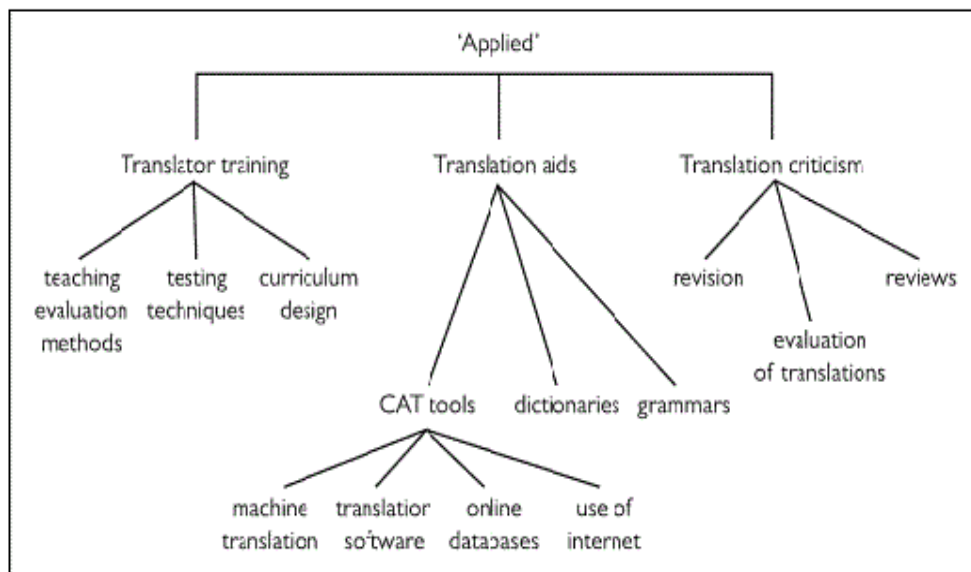 'Applied'
Translator training
Translation aids
Translation criticism
teaching
evaluation
methods
testing
techniques
curriculum
design
revision
evaluation
of translations
reviews
CAT tools
dictionaries
grammars
machine
translation
translation
software
online
databases
use of
internet